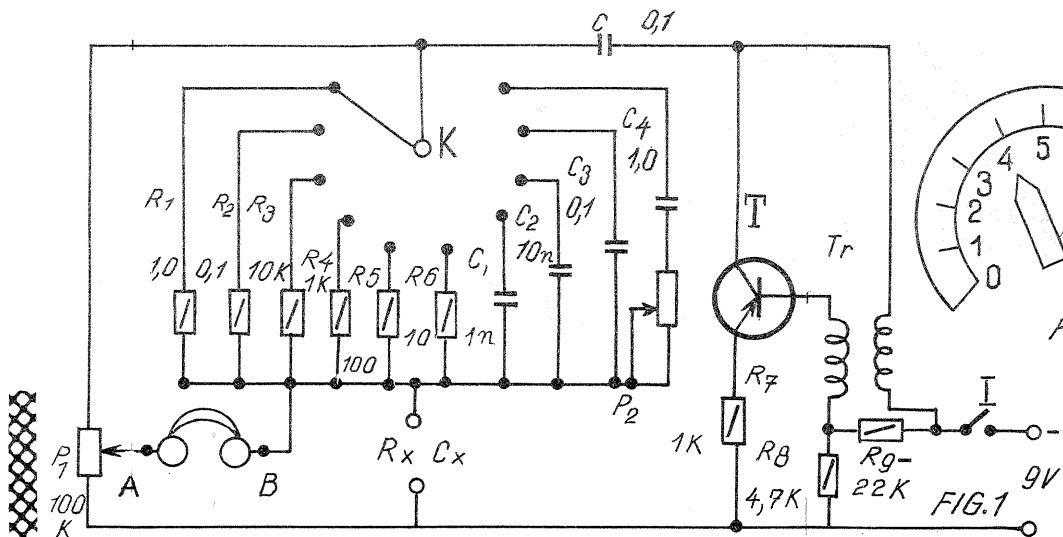 C 0,1
K
R1 R2 R3
R4 R5 R6
1,0 0,1 10K 1K
100 10 1n
C1 C2 C3 C4
10n 0,1 1,0
P2
T
Tr
R7
1K
R8
4,7K
R9
22K
I
-
9V
FIG.1
P1
100
K
A B
Rx Cx
0
1
2
3
4
5